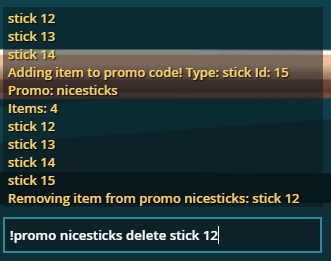 stick 12
stick 13
stick 14
Adding item to promo code! Type: stick Id: 15
Promo: nicesticks
Items: 4
stick 12
stick 13
stick 14
stick 15
Removing item from promo nicesticks: stick 12
!promo nicesticks delete stick 12